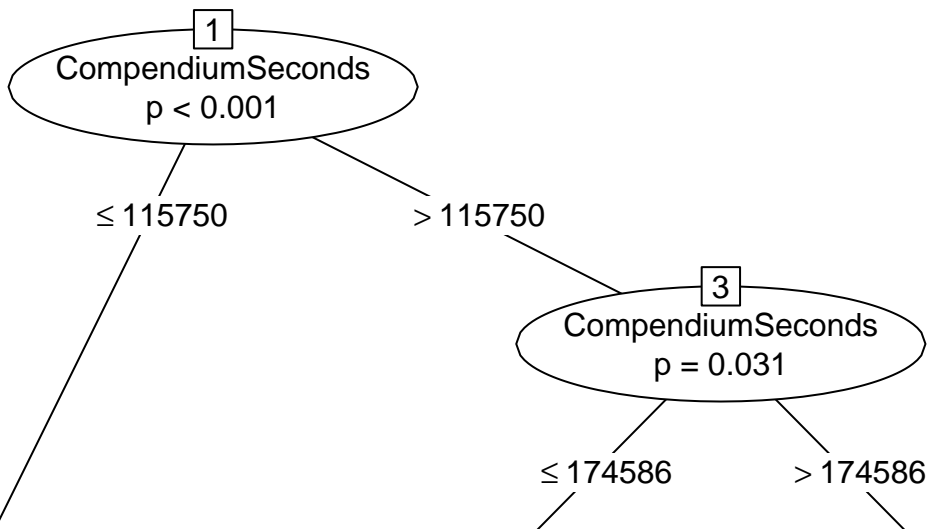 1
CompendiumSeconds
p < 0.001
≤ 115750
> 115750
3
CompendiumSeconds
p = 0.031
≤ 174586
> 174586